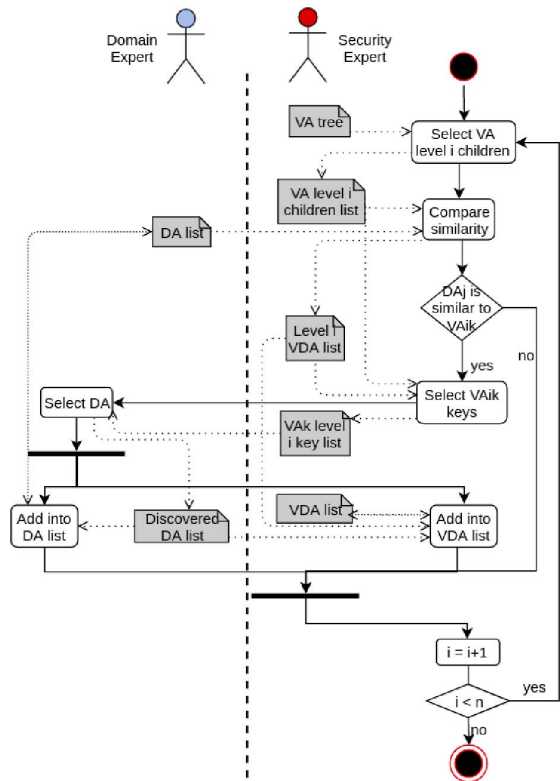 Domain
Expert
Security
Expert
VA tree
Select VA
level i children
VA level i
children list
Compare
similarity
DA list
DAj is
similar to
VAik
Level i
VDA list
no
yes
Select DA
Select VAik
keys
VAk level
i key list
VDA list
Add into
DA list
Discovered
DA list
Add into
VDA list
i = i+1
yes
i < n
no